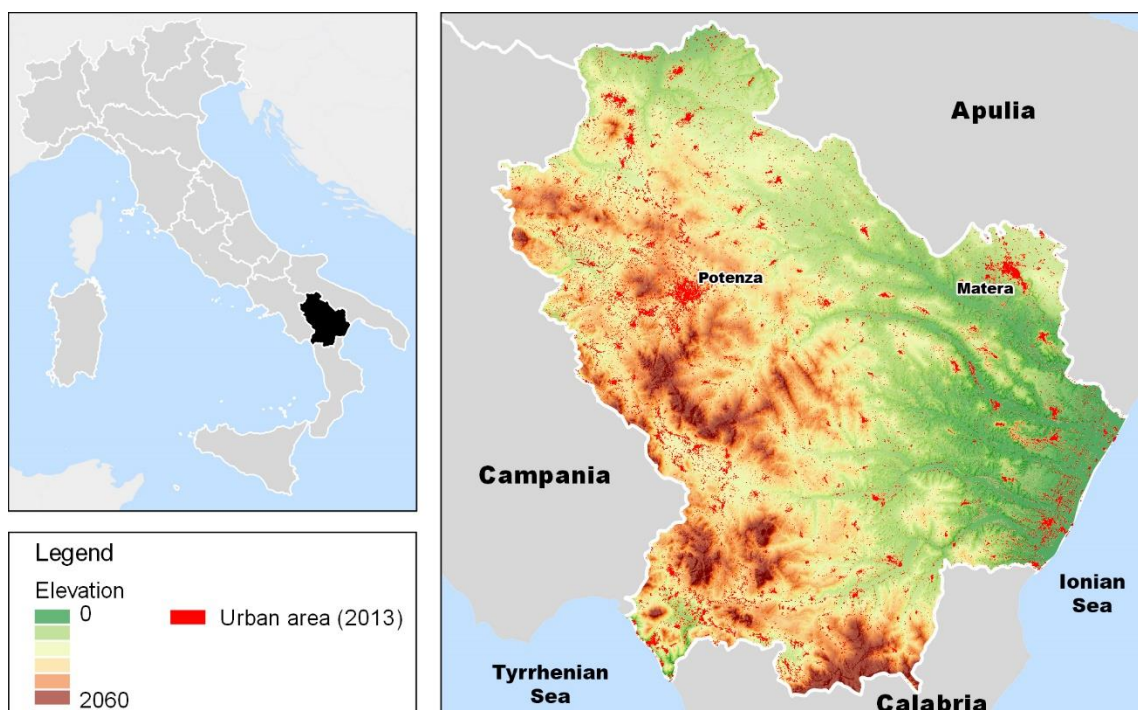 Apulia
Potenza
Matera
Campania
Ionian
Sea
Tyrrhenian
Sea
Calabria
Legend
Elevation
0
2060
Urban area (2013)